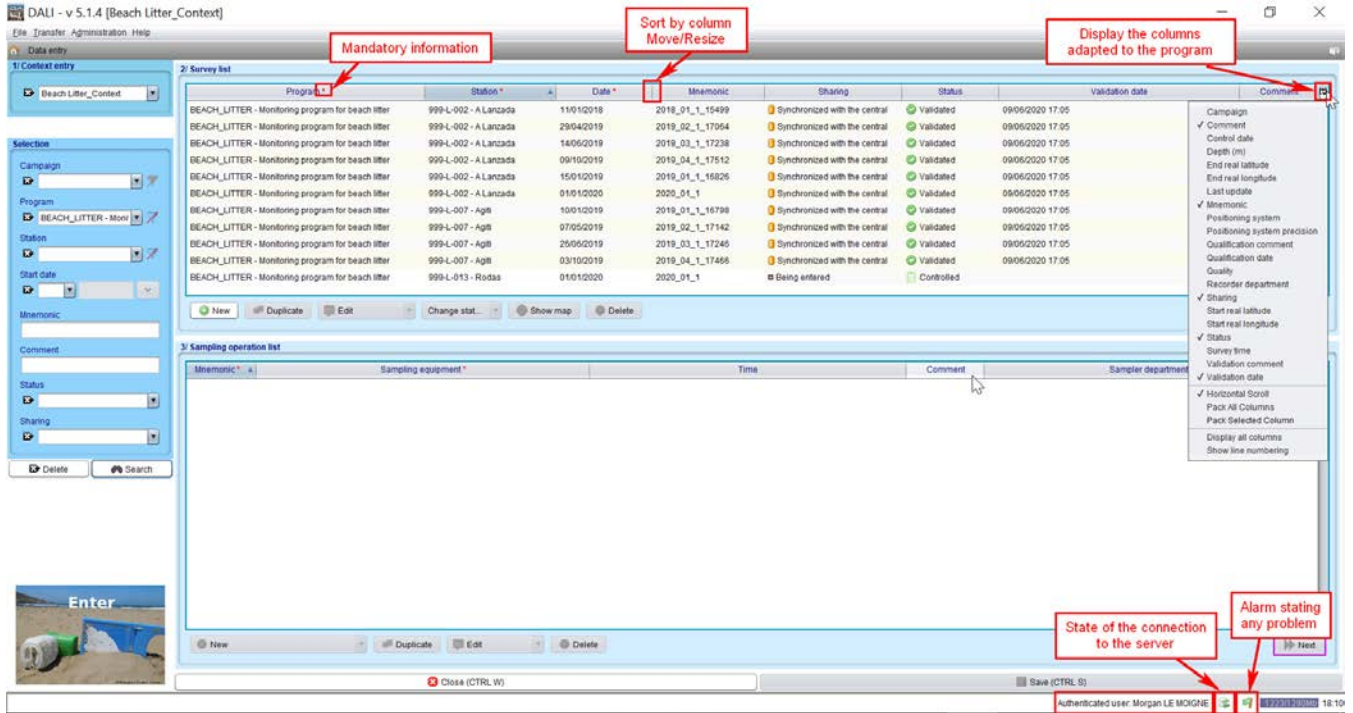 DALI - v 5.1.4 [Beach Litter_Context]
File Transfer Administration Help
Data entry
Mandatory information
Sort by column
Move/Resize
Display the columns
adapted to the program
1/ Context entry
Beach Litter_Context
Selection
Campaign
Program
BEACH_LITTER - Moni
Station
Start date
Mnemonic
Comment
Status
Sharing
Delete Search
Enter
2/ Survey list
Program * Station * Date * Mnemonic Sharing Status Validation date Comment
BEACH_LITTER - Monitoring program for beach litter 999-L-002 - A Lanzada 11/01/2018 2018_01_1_15499 Synchronized with the central Validated 09/06/2020 17:05
BEACH_LITTER - Monitoring program for beach litter 999-L-002 - A Lanzada 29/04/2019 2019_02_1_17064 Synchronized with the central Validated 09/06/2020 17:05
BEACH_LITTER - Monitoring program for beach litter 999-L-002 - A Lanzada 14/06/2019 2019_03_1_17238 Synchronized with the central Validated 09/06/2020 17:05
BEACH_LITTER - Monitoring program for beach litter 999-L-002 - A Lanzada 09/10/2019 2019_04_1_17512 Synchronized with the central Validated 09/06/2020 17:05
BEACH_LITTER - Monitoring program for beach litter 999-L-002 - A Lanzada 15/01/2019 2019_01_1_16826 Synchronized with the central Validated 09/06/2020 17:05
BEACH_LITTER - Monitoring program for beach litter 999-L-002 - A Lanzada 01/01/2020 2020_01_1 Synchronized with the central Validated 09/06/2020 17:05
BEACH_LITTER - Monitoring program for beach litter 999-L-007 - Agiti 10/01/2019 2019_01_1_16798 Synchronized with the central Validated 09/06/2020 17:05
BEACH_LITTER - Monitoring program for beach litter 999-L-007 - Agiti 07/05/2019 2019_02_1_17142 Synchronized with the central Validated 09/06/2020 17:05
BEACH_LITTER - Monitoring program for beach litter 999-L-007 - Agiti 26/06/2019 2019_03_1_17246 Synchronized with the central Validated 09/06/2020 17:05
BEACH_LITTER - Monitoring program for beach litter 999-L-007 - Agiti 03/10/2019 2019_04_1_17466 Synchronized with the central Validated 09/06/2020 17:05
BEACH_LITTER - Monitoring program for beach litter 999-L-013 - Rodas 01/01/2020 2020_01_1 Being entered Controlled
New Duplicate Edit Change stat... Show map Delete
Campaign
Comment
Control date
Depth (m)
End real latitude
End real longitude
Last update
Mnemonic
Positioning system
Positioning system precision
Qualification comment
Qualification date
Quality
Recorder department
Sharing
Start real latitude
Start real longitude
Status
Survey time
Validation comment
Validation date
Horizontal Scroll
Pack All Columns
Pack Selected Column
Display all columns
Show line numbering
3/ Sampling operation list
Mnemonic * Sampling equipment * Time Comment Sampler department
New Duplicate Edit Delete
State of the connection
to the server
Alarm stating
any problem
Next
Close (CTRL W) Save (CTRL S)
Authenticated user: Morgan LE MOIGNE